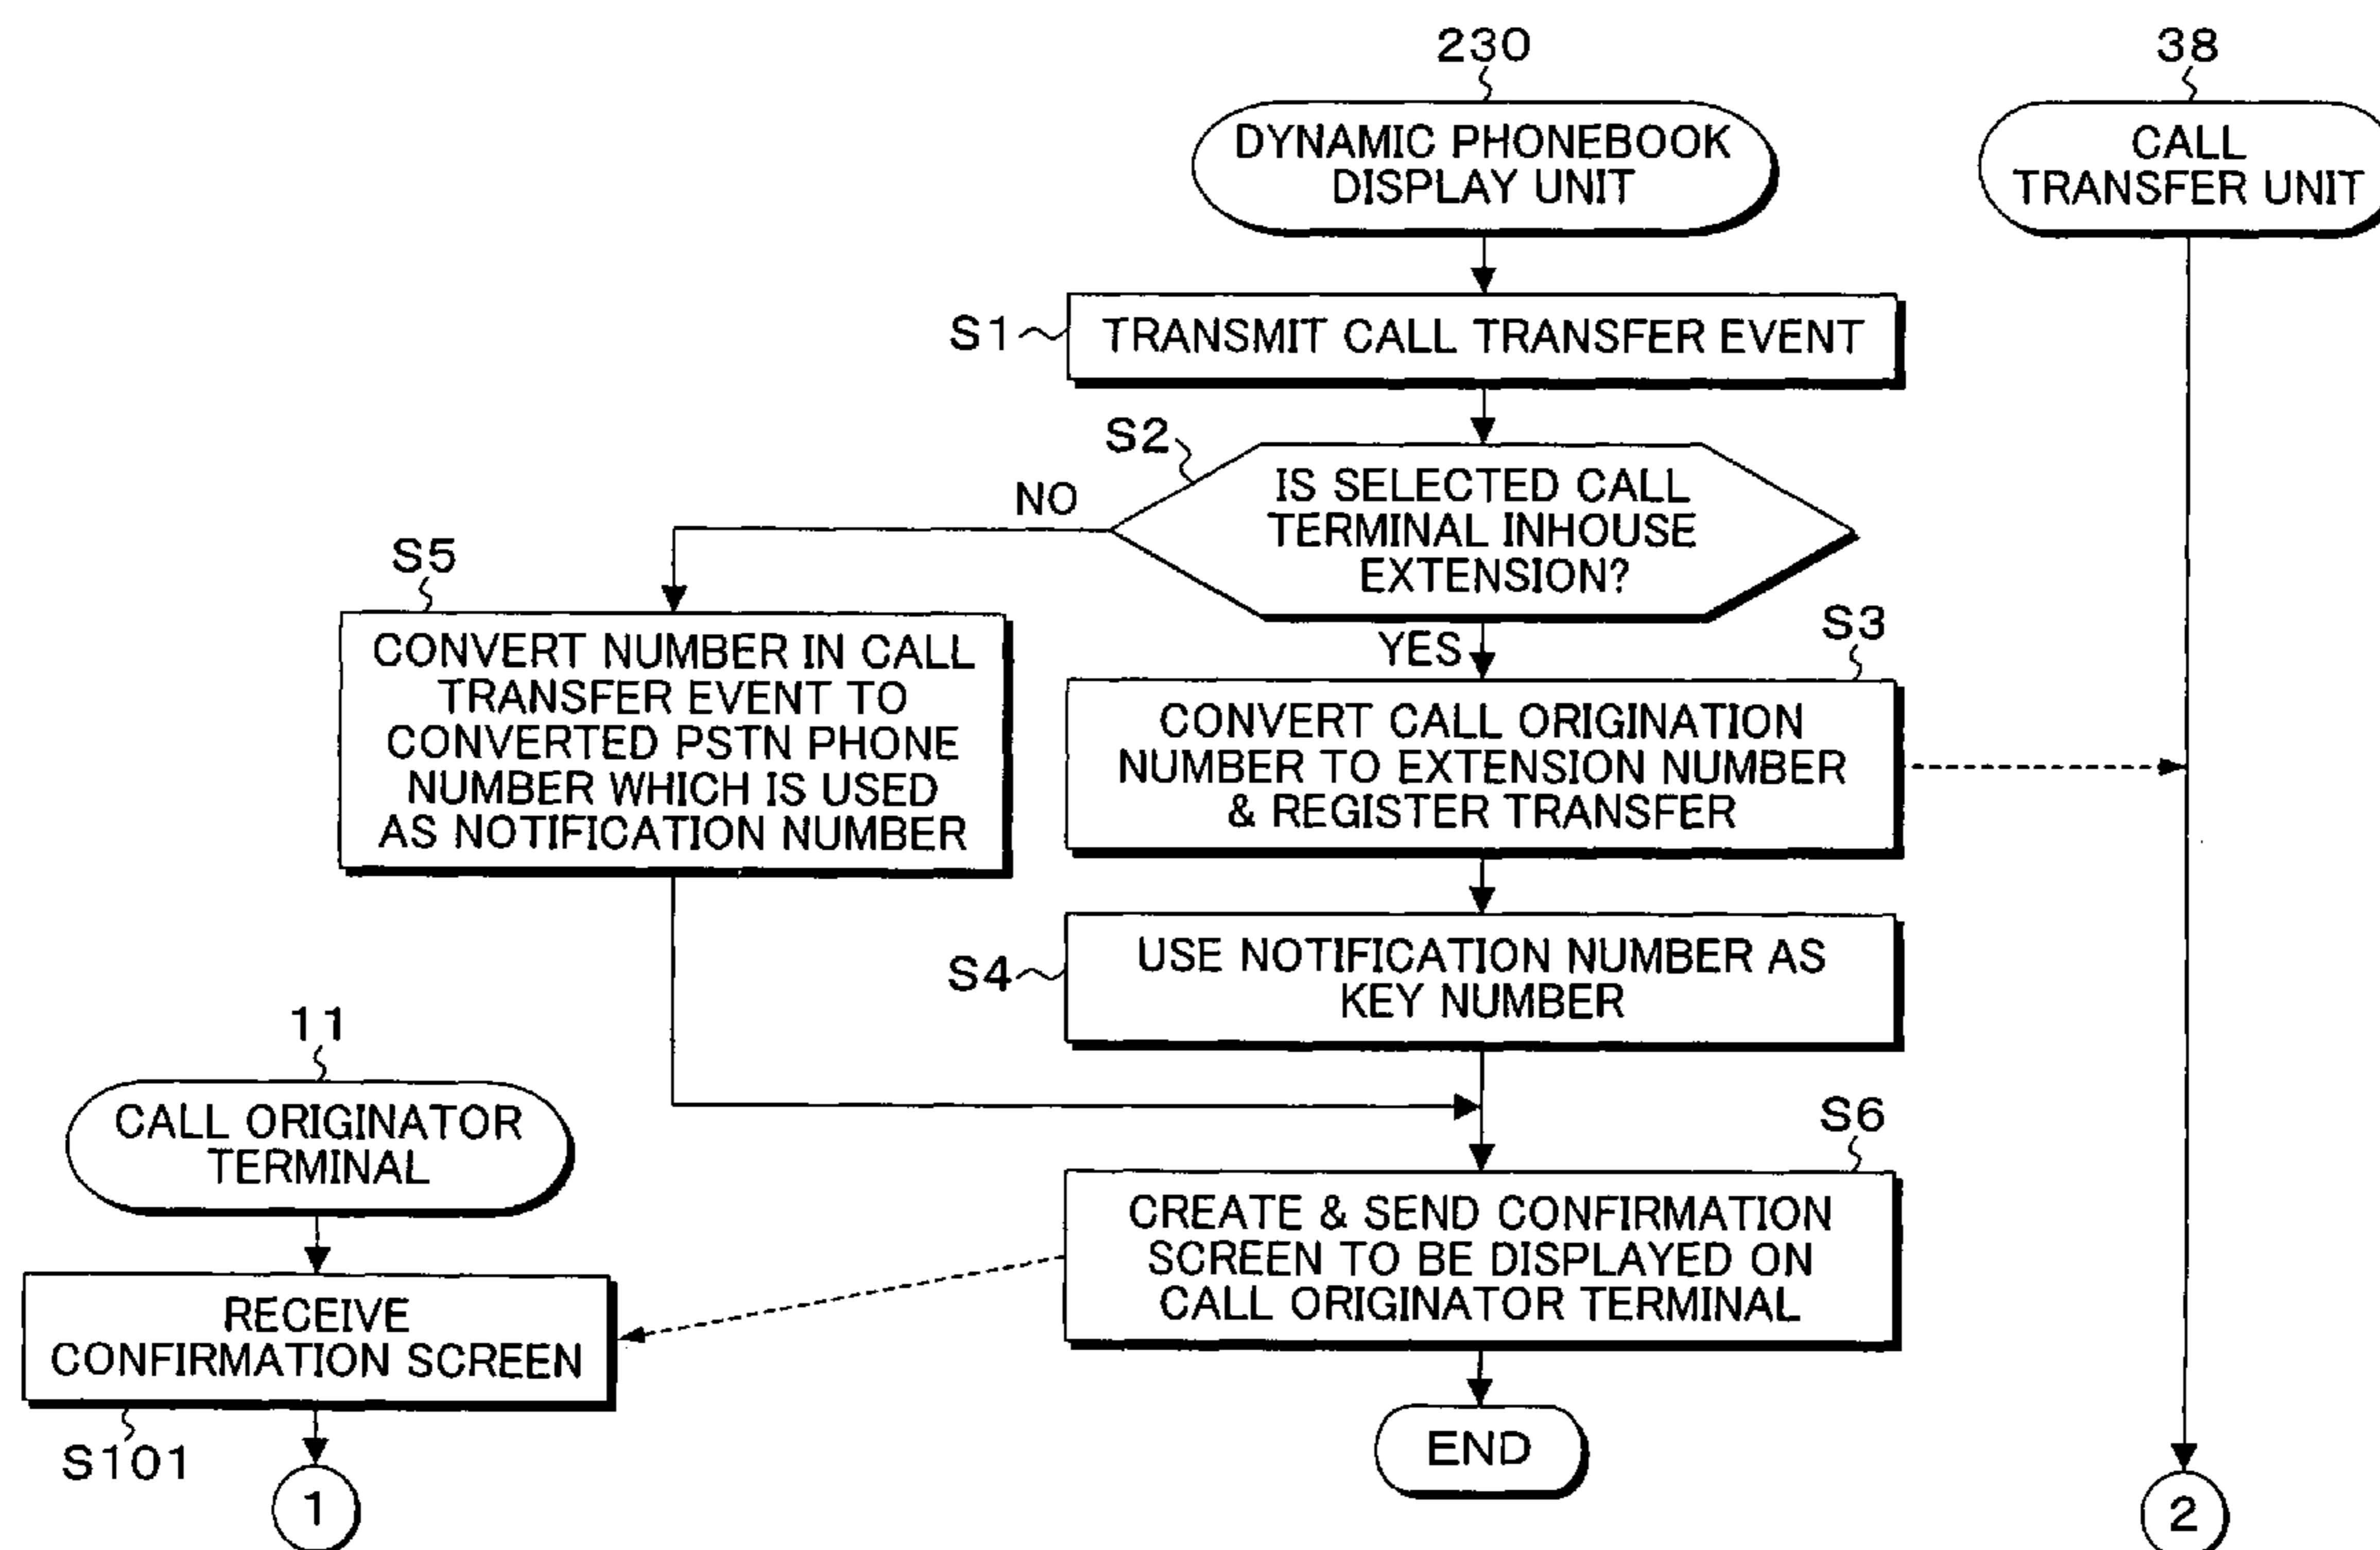 230
38
DYNAMIC PHONEBOOK
DISPLAY UNIT
CALL
TRANSFER UNIT
S1
TRANSMIT CALL TRANSFER EVENT
S2
IS SELECTED CALL
TERMINAL INHOUSE
EXTENSION?
NO
YES
S5
CONVERT NUMBER IN CALL
TRANSFER EVENT TO
CONVERTED PSTN PHONE
NUMBER WHICH IS USED
AS NOTIFICATION NUMBER
S3
CONVERT CALL ORIGINATION
NUMBER TO EXTENSION NUMBER
& REGISTER TRANSFER
S4
USE NOTIFICATION NUMBER AS
KEY NUMBER
11
CALL ORIGINATOR
TERMINAL
S6
CREATE & SEND CONFIRMATION
SCREEN TO BE DISPLAYED ON
CALL ORIGINATOR TERMINAL
RECEIVE
CONFIRMATION SCREEN
S101
END
1
2